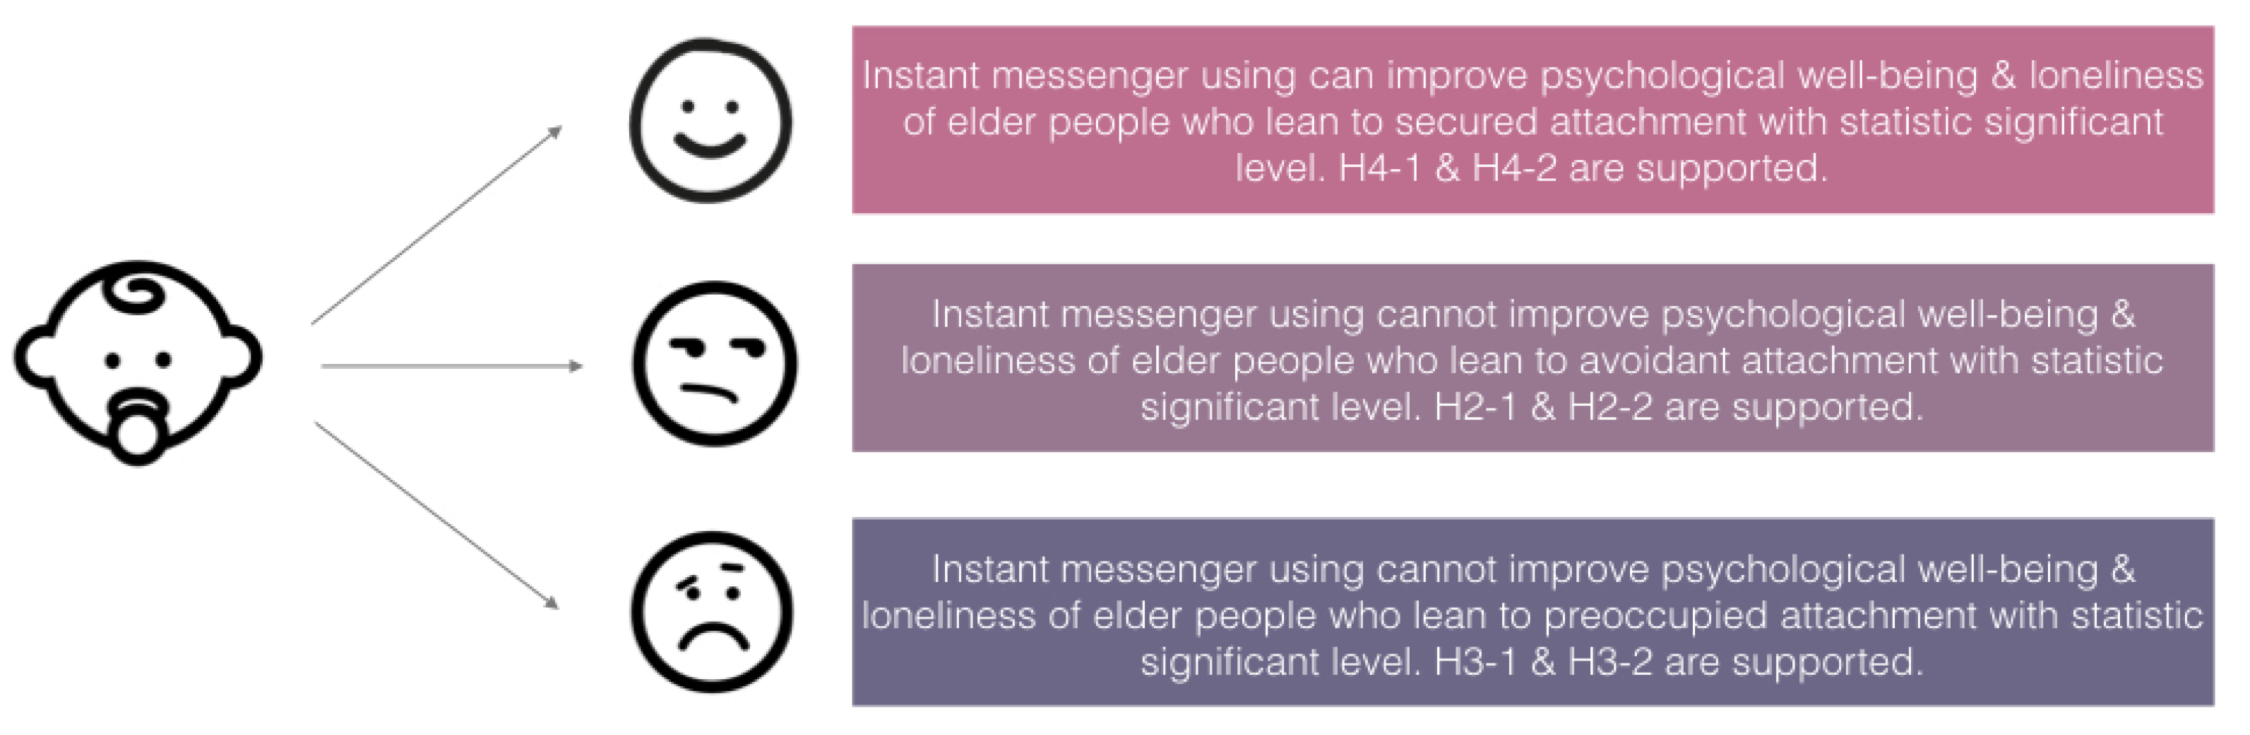 Instant messenger using can improve psychological well-being & loneliness
of elder people who lean to secured attachment with statistic significant
level. H4-1 & H4-2 are supported.
Instant messenger using cannot improve psychological well-being &
loneliness of elder people who lean to avoidant attachment with statistic
significant level. H2-1 & H2-2 are supported.
Instant messenger using cannot improve psychological well-being &
loneliness of elder people who lean to preoccupied attachment with statistic
significant level. H3-1 & H3-2 are supported.